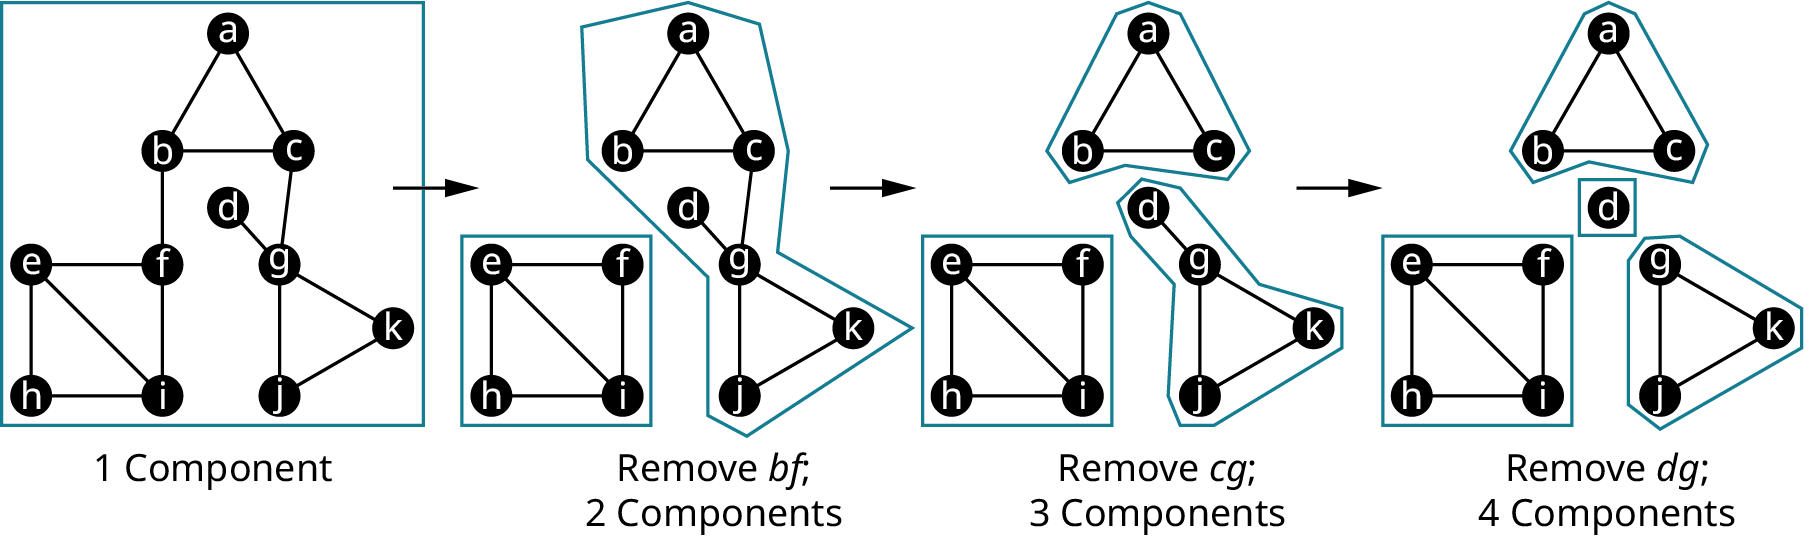 a
b c
d
e f g
k
h i j
1 Component
a
b c
d
e f g
k
h i j
Remove bf;
2 Components
a
b c
d
e f g
k
h i j
Remove cg;
3 Components
a
b c
d
e f g
k
h i j
Remove dg;
4 Components